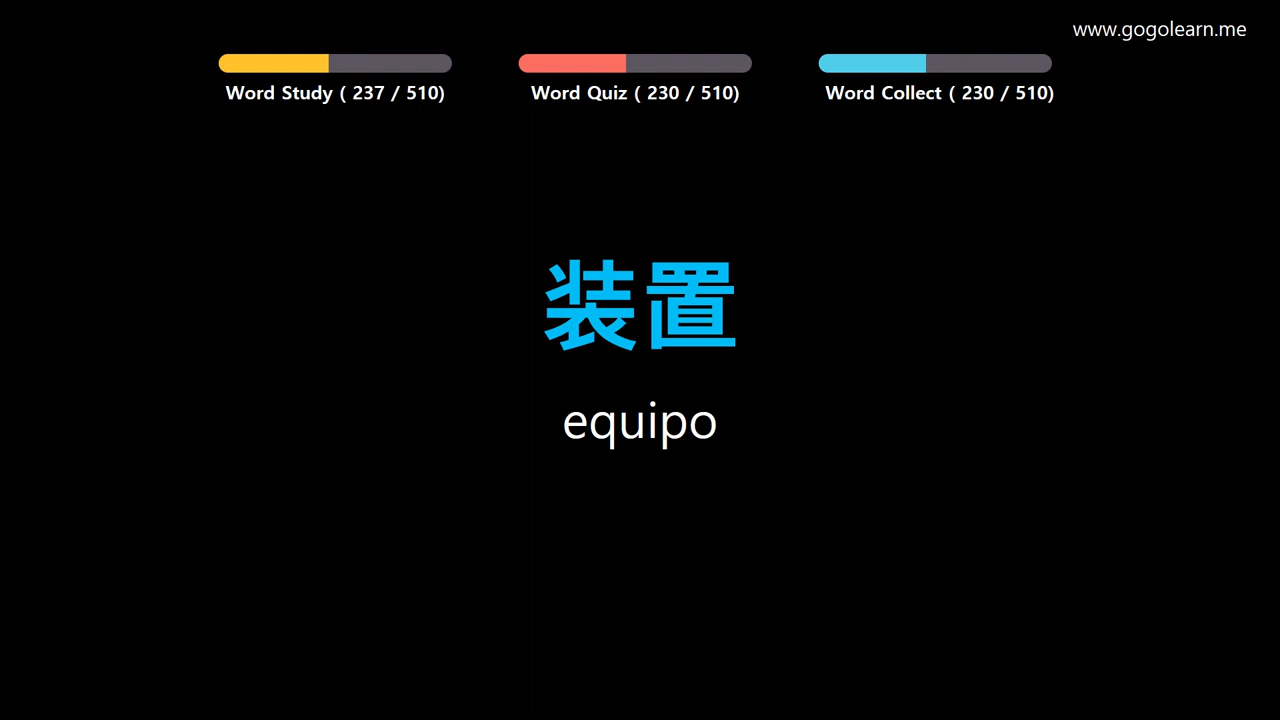 www.gogolearn.me
Word Study ( 237 / 510)
Word Quiz ( 230 / 510)
Word Collect ( 230 / 510)
装置
equipo